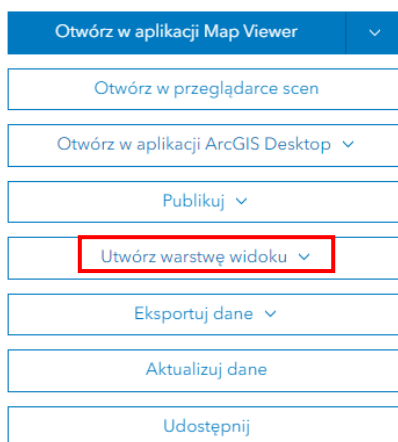 Otwórz w aplikacji Map Viewer
Otwórz w przeglądarce scen
Otwórz w aplikacji ArcGIS Desktop
Publikuj
Utwórz warstwę widoku
Eksportuj dane
Aktualizuj dane
Udostępnij